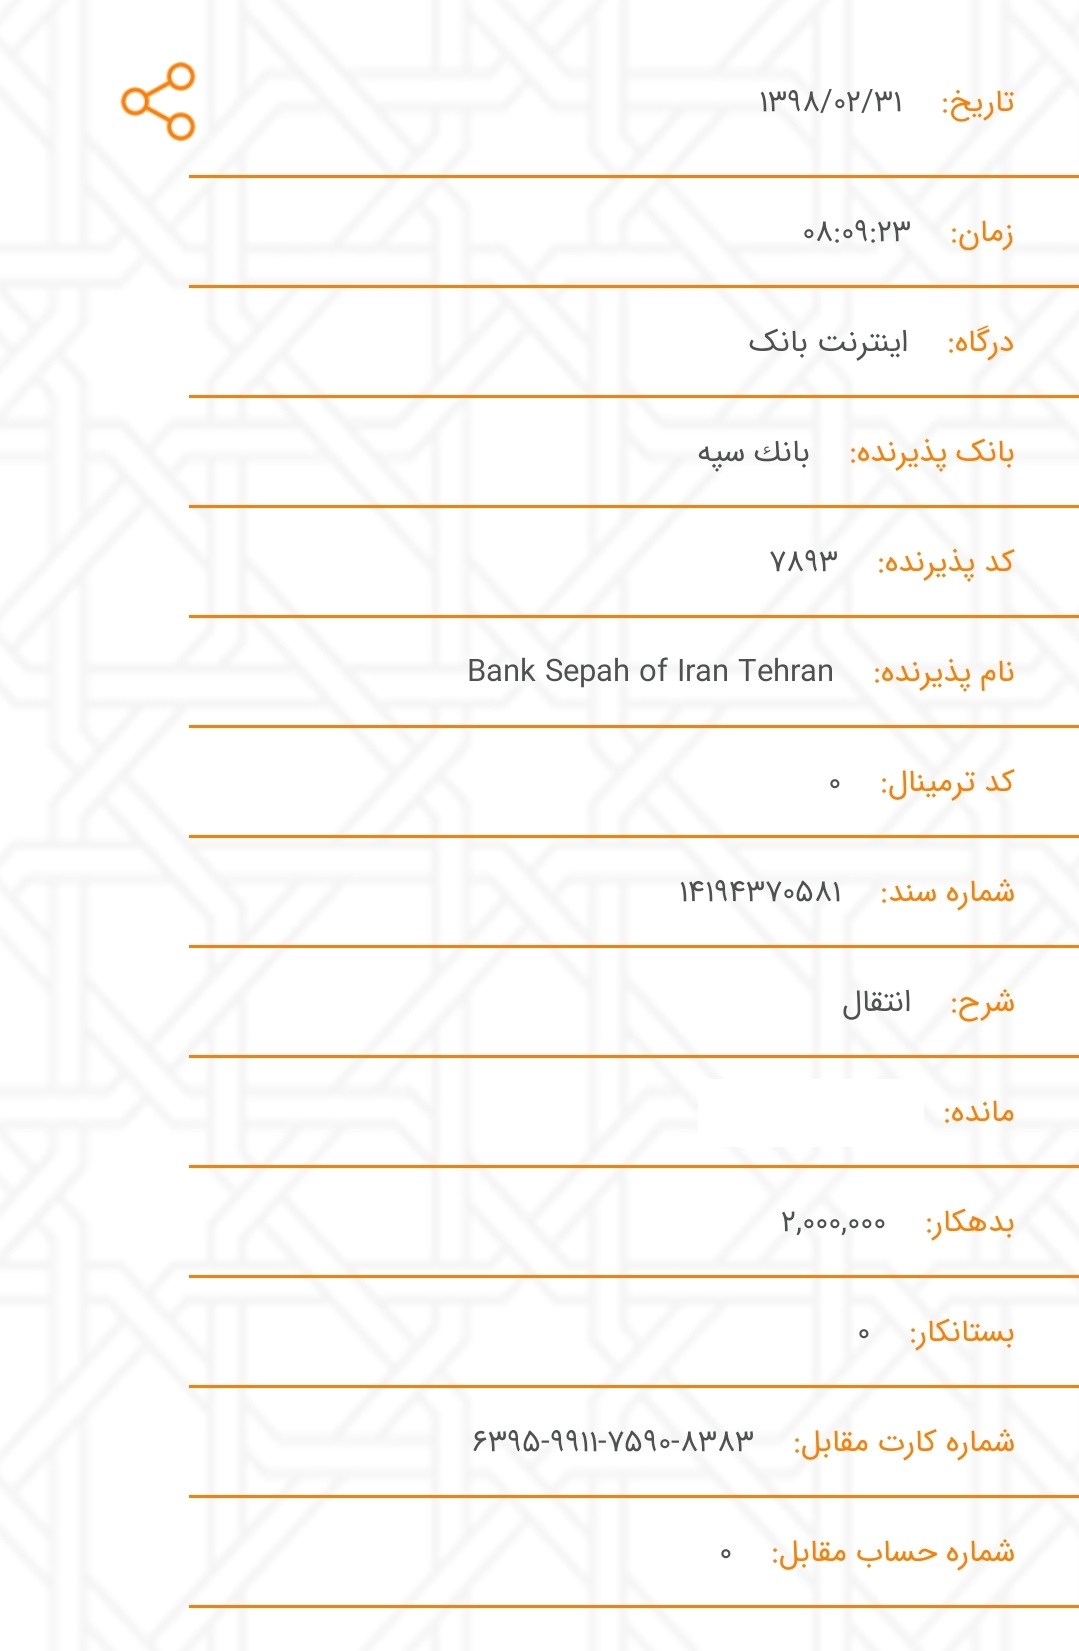 تاریخ: ۱۳۹۸/۰۲/۳۱
زمان: ۰۸:۰۹:۲۳
درگاه: اینترنت بانک
بانک پذیرنده: بانك سپه
کد پذیرنده: ۷۸۹۳
نام پذیرنده: Bank Sepah of Iran Tehran
کد ترمینال: ۰
شماره سند: ۱۴۱۹۴۳۷۰۵۸۱
شرح: انتقال
مانده:
بدهکار: ۲,۰۰۰,۰۰۰
بستانکار: ۰
شماره کارت مقابل: ۶۳۹۵-۹۹۱۱-۷۵۹۰-۸۳۸۳
شماره حساب مقابل: ۰